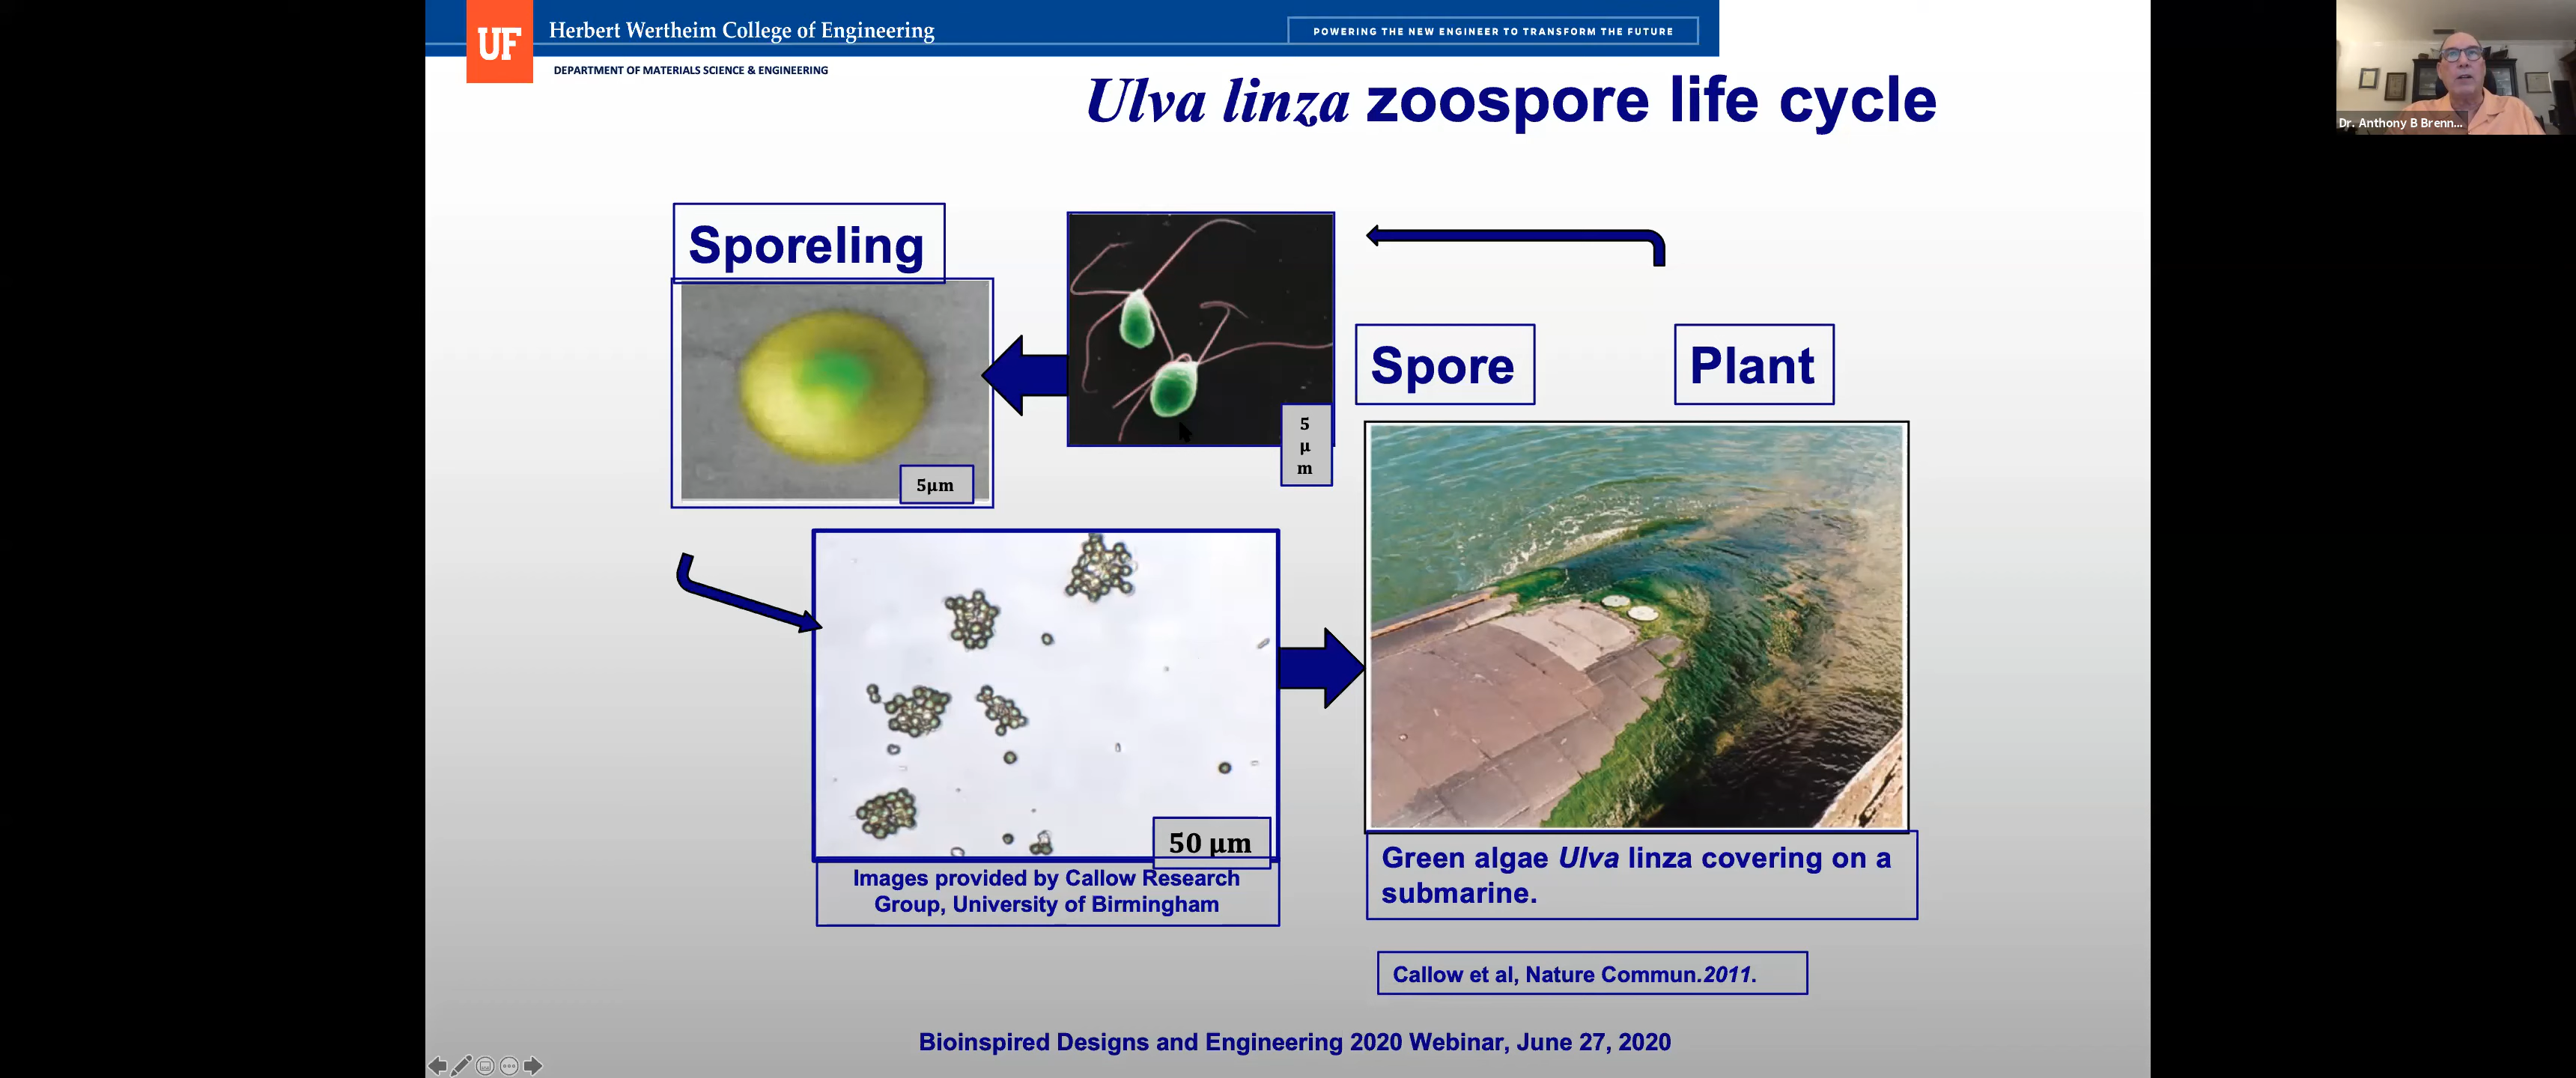 UF
Herbert Wertheim College of Engineering
POWERING THE NEW ENGINEER TO TRANSFORM THE FUTURE
DEPARTMENT OF MATERIALS SCIENCE & ENGINEERING
Dr. Anthony B Brenn...
Ulva linza zoospore life cycle
Sporeling
5μm
5
μ
m
Spore
Plant
50 μm
Images provided by Callow Research
Group, University of Birmingham
Green algae Ulva linza covering on a
submarine.
Callow et al, Nature Commun.2011.
Bioinspired Designs and Engineering 2020 Webinar, June 27, 2020